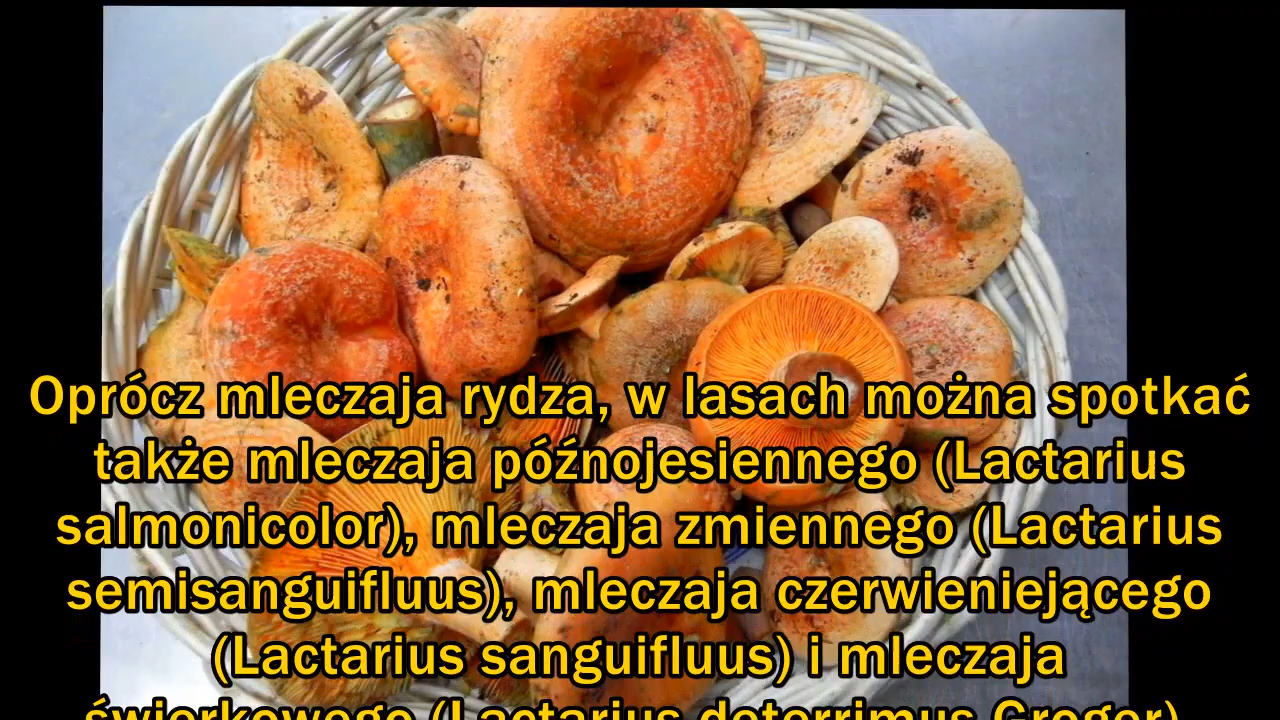 Oprócz mleczaja rydza, w lasach można spotkać
także mleczaja późnojesiennego (Lactarius
salmonicolor), mleczaja zmiennego (Lactarius
semisanguifluus), mleczaja czerwieniejącego
(Lactarius sanguifluus) i mleczaja
świerkowego (Lactarius deterrimus Groger)